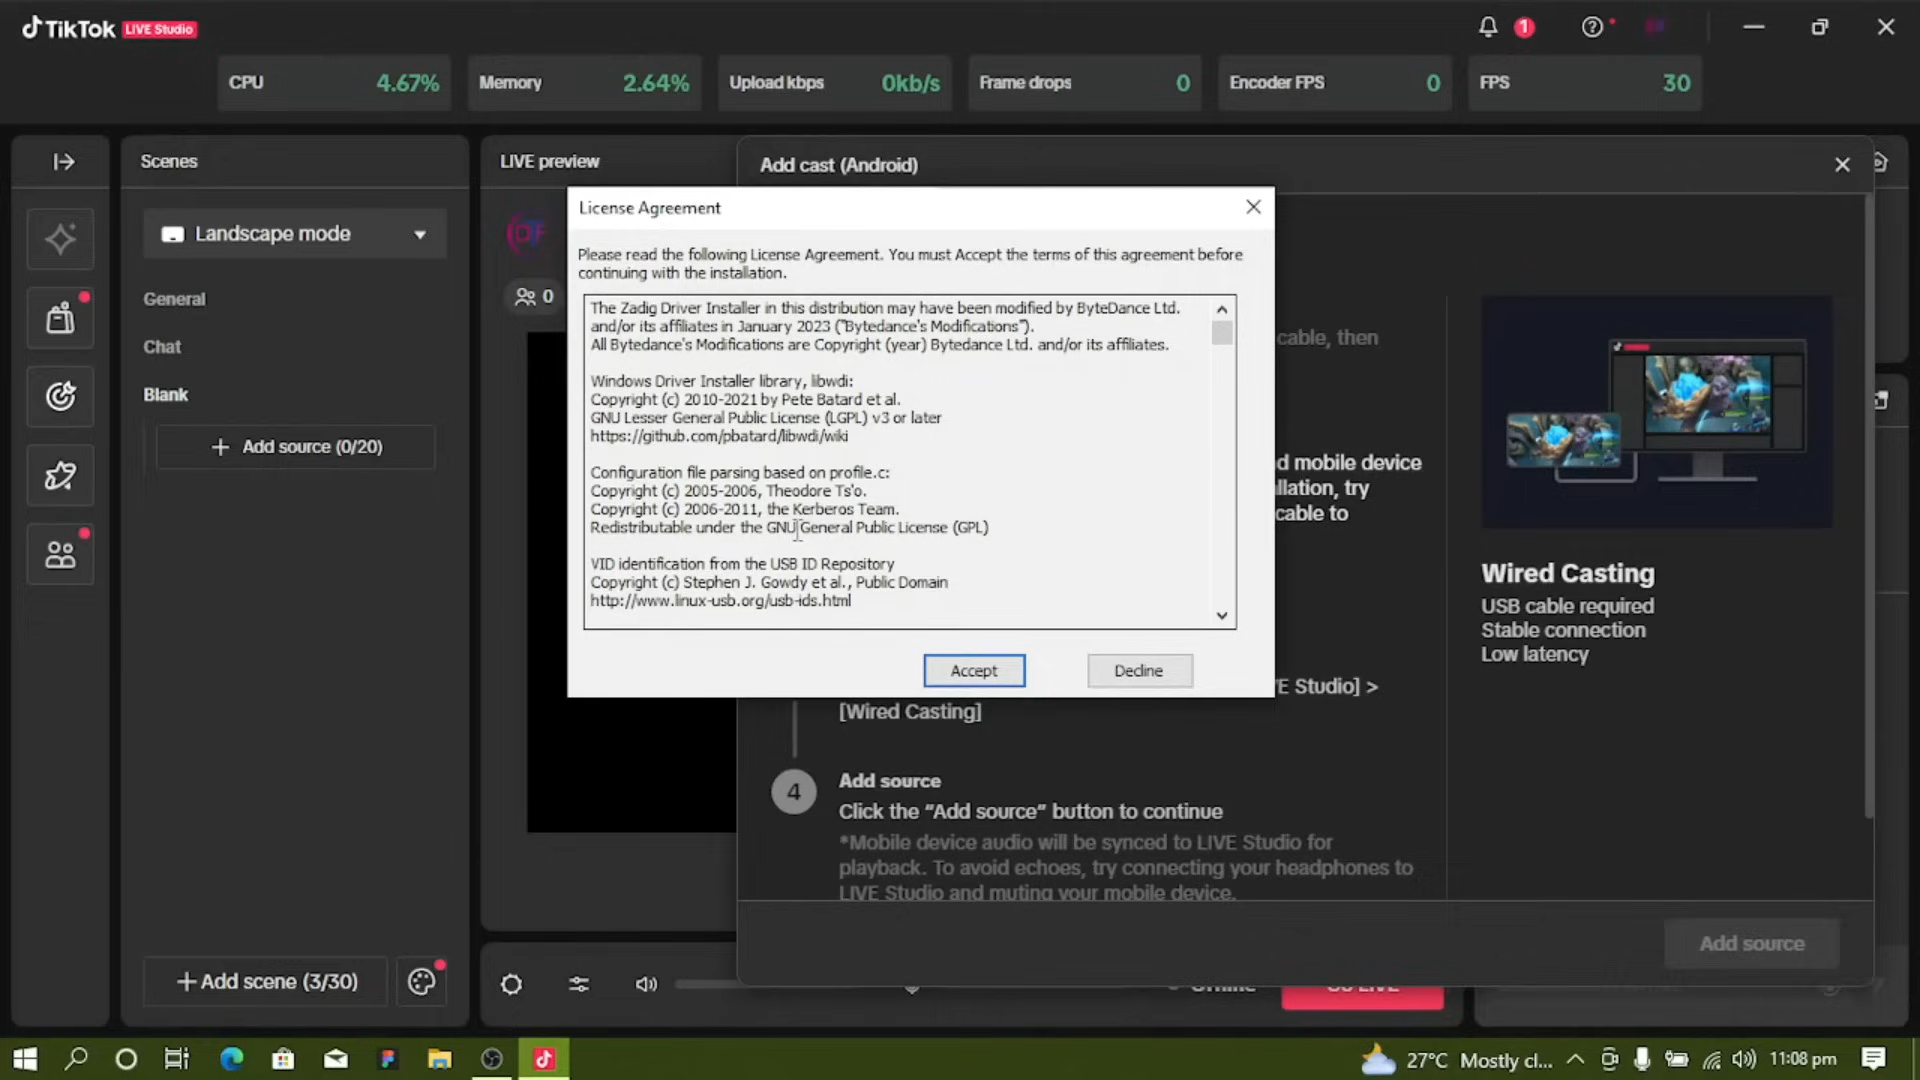 TikTok LIVE Studio
1
CPU 4.67%
Memory 2.64%
Upload kbps 0kb/s
Frame drops 0
Encoder FPS 0
FPS 30
Scenes
LIVE preview
Add cast (Android)
Landscape mode
General
Chat
Blank
+ Add source (0/20)
0
License Agreement
Please read the following License Agreement. You must Accept the terms of this agreement before
continuing with the installation.
The Zadig Driver Installer in this distribution may have been modified by ByteDance Ltd.
and/or its affiliates in January 2023 ("Bytedance's Modifications").
All Bytedance's Modifications are Copyright (year) Bytedance Ltd. and/or its affiliates.
Windows Driver Installer library, libwdi:
Copyright (c) 2010-2021 by Pete Batard et al.
GNU Lesser General Public License (LGPL) v3 or later
https://github.com/pbatard/libwdi/wiki
Configuration file parsing based on profile.c:
Copyright (c) 2005-2006, Theodore Ts'o.
Copyright (c) 2006-2011, the Kerberos Team.
Redistributable under the GNU General Public License (GPL)
VID identification from the USB ID Repository
Copyright (c) Stephen J. Gowdy et al., Public Domain
http://www.linux-usb.org/usb-ids.html
Accept
Decline
cable, then
d mobile device
llation, try
cable to
E Studio] >
[Wired Casting]
4
Add source
Click the “Add source” button to continue
*Mobile device audio will be synced to LIVE Studio for
playback. To avoid echoes, try connecting your headphones to
LIVE Studio and muting your mobile device.
Wired Casting
USB cable required
Stable connection
Low latency
Add source
+ Add scene (3/30)
Offline
GO LIVE
27°C Mostly cl...
11:08 pm